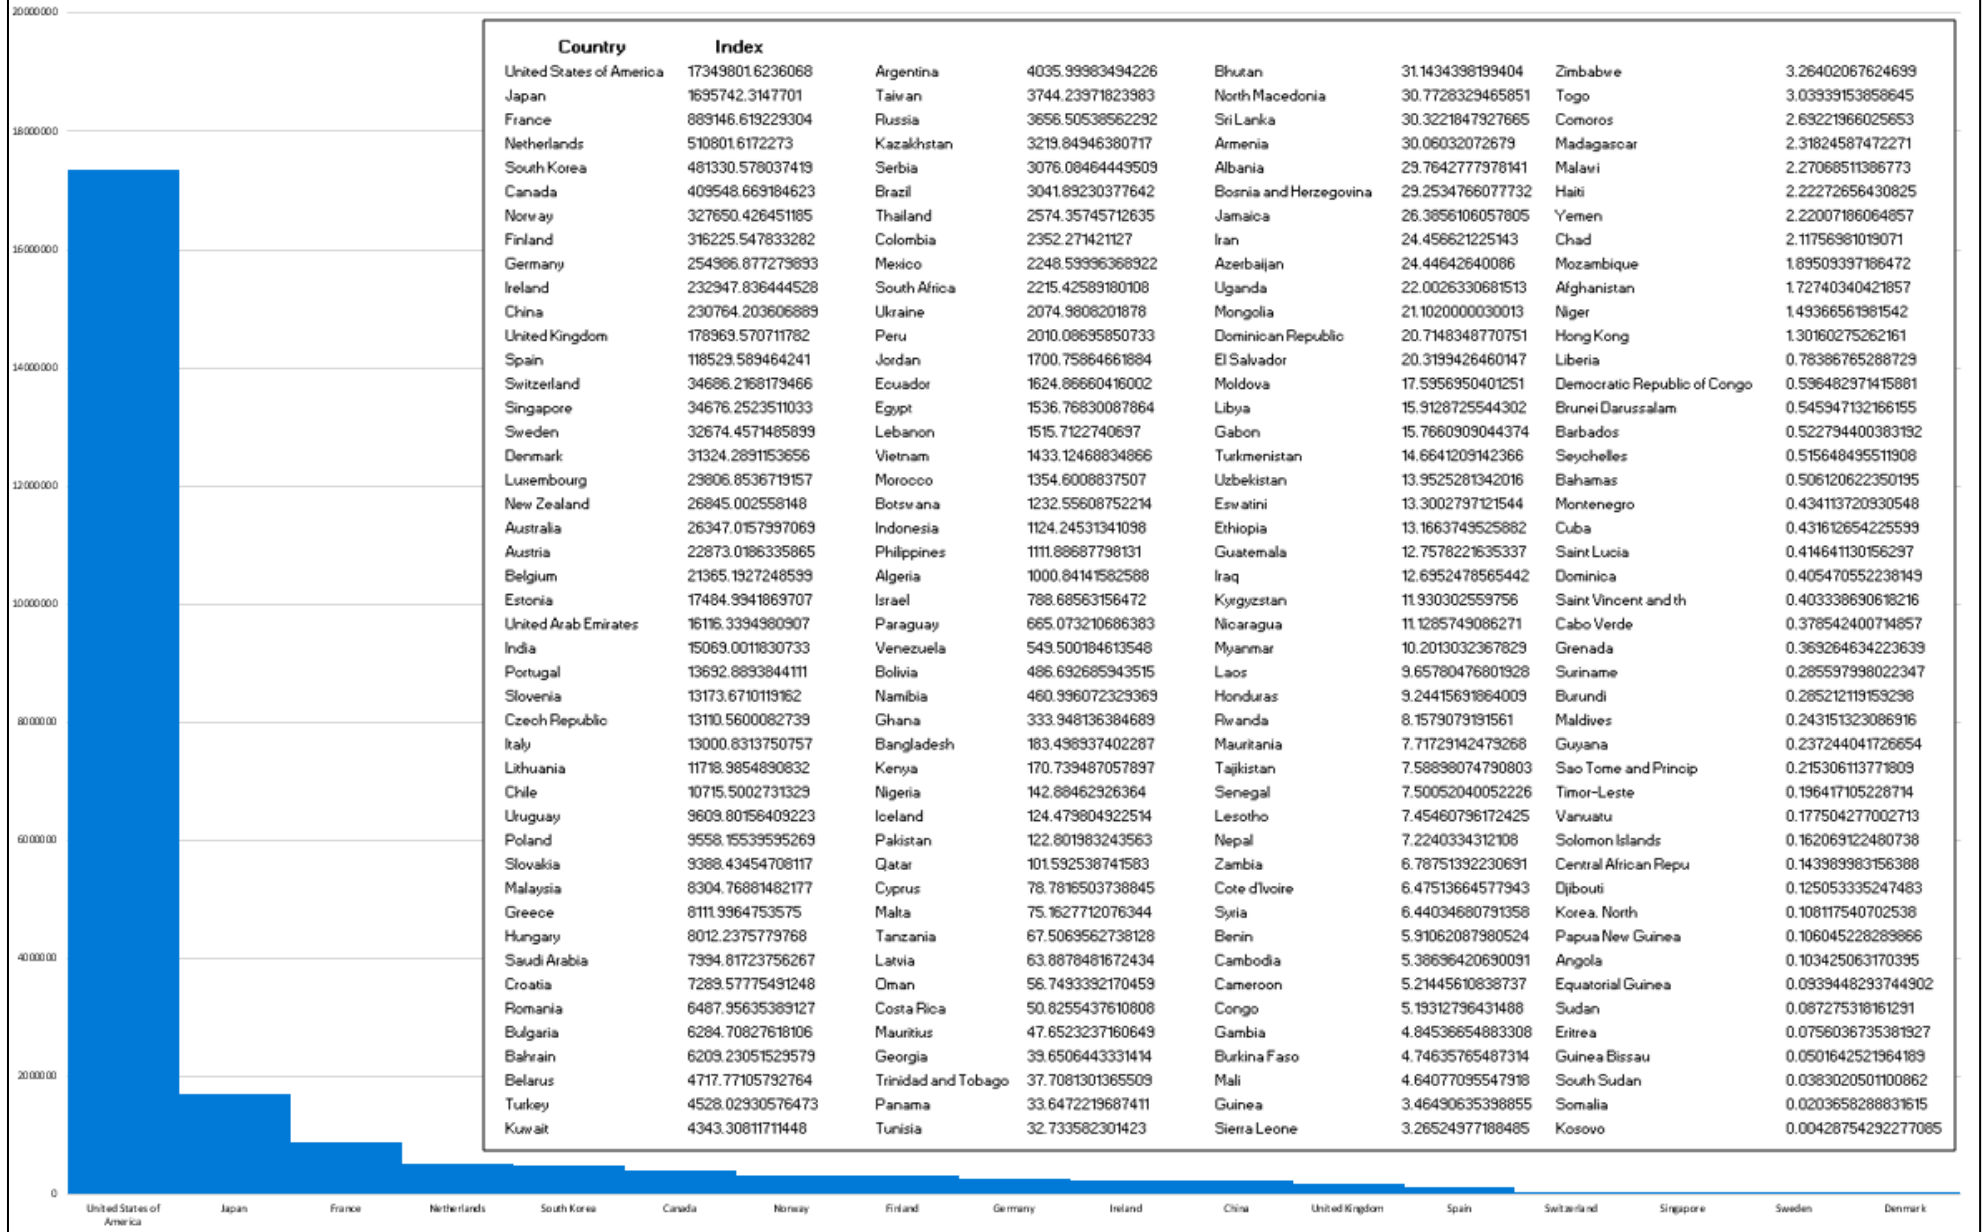 20000000
18000000
16000000
14000000
12000000
10000000
8000000
6000000
4000000
2000000
0
Country Index
United States of America 17349801.6236068 Argentina 4035.99983494226 Bhutan 31.1434398199404 Zimbabwe 3.26402067624699
Japan 1695742.3147701 Taiwan 3744.23971823983 North Macedonia 30.7728329465851 Togo 3.03939153858645
France 889146.619229304 Russia 3656.50538562292 Sri Lanka 30.3221847927665 Comoros 2.69221966025653
Netherlands 510801.6172273 Kazakhstan 3219.84946380717 Armenia 30.06032072679 Madagascar 2.31824587472271
South Korea 481330.578037419 Serbia 3076.08464449509 Albania 29.7642777978141 Malawi 2.27068511386773
Canada 409548.669184623 Brazil 3041.89230377642 Bosnia and Herzegovina 29.2534766077732 Haiti 2.22272656430825
Norway 327650.426451185 Thailand 2574.35745712635 Jamaica 26.3856106057805 Yemen 2.22007186064857
Finland 316225.547833282 Colombia 2352.271421127 Iran 24.456621225143 Chad 2.11756981019071
Germany 254986.877279893 Mexico 2248.59996368922 Azerbaijan 24.44642640086 Mozambique 1.89509397186472
Ireland 232947.836444528 South Africa 2215.42589180108 Uganda 22.0026330681513 Afghanistan 1.72740340421857
China 230764.203606889 Ukraine 2074.9808201878 Mongolia 21.1020000030013 Niger 1.49366561981542
United Kingdom 178969.570711782 Peru 2010.08695850733 Dominican Republic 20.7148348770751 Hong Kong 1.30160275262161
Spain 118529.589464241 Jordan 1700.75864661884 El Salvador 20.3199426460147 Liberia 0.78386765288729
Switzerland 34686.2168179466 Ecuador 1624.86660416002 Moldova 17.5956950401251 Democratic Republic of Congo 0.596482971415881
Singapore 34676.2523511033 Egypt 1536.76830087864 Libya 15.9128725544302 Brunei Darussalam 0.545947132166155
Sweden 32674.4571485899 Lebanon 1515.7122740697 Gabon 15.7660909044374 Barbados 0.522794400383192
Denmark 31324.2891153656 Vietnam 1433.12468834866 Turkmenistan 14.6641209142366 Seychelles 0.515648495511908
Luxembourg 29806.8536719157 Morocco 1354.6008837507 Uzbekistan 13.9525281342016 Bahamas 0.506120622350195
New Zealand 26845.002558148 Botswana 1232.55608752214 Eswatini 13.3002797121544 Montenegro 0.434113720930548
Australia 26347.0157997069 Indonesia 1124.24531341098 Ethiopia 13.1663749525882 Cuba 0.431612654225599
Austria 22873.0186335865 Philippines 1111.88687798131 Guatemala 12.7578221635337 Saint Lucia 0.414641130156297
Belgium 21365.1927248599 Algeria 1000.84141582588 Iraq 12.6952478565442 Dominica 0.405470552238149
Estonia 17484.9941869707 Israel 788.68563156472 Kyrgyzstan 11.930302559756 Saint Vincent and th 0.403338690618216
United Arab Emirates 16116.3394980907 Paraguay 665.073210686383 Nicaragua 11.1285749086271 Cabo Verde 0.378542400714857
India 15069.0011830733 Venezuela 549.500184613548 Myanmar 10.2013032367829 Grenada 0.369264634223639
Portugal 13692.8893844111 Bolivia 486.692685943515 Laos 9.65780476801928 Suriname 0.285597998022347
Slovenia 13173.6710119162 Namibia 460.996072329369 Honduras 9.24415691864009 Burundi 0.285212119159298
Czech Republic 13110.5600082739 Ghana 333.948136384689 Rwanda 8.1579079191561 Maldives 0.243151323086916
Italy 13000.8313750757 Bangladesh 183.498937402287 Mauritania 7.71729142479268 Guyana 0.237244041726654
Lithuania 11718.9854890832 Kenya 170.739487057897 Tajikistan 7.58898074790803 Sao Tome and Princip 0.215306113771809
Chile 10715.5002731329 Nigeria 142.88462926364 Senegal 7.50052040052226 Timor-Leste 0.196417105228714
Uruguay 9609.80156409223 Iceland 124.479804922514 Lesotho 7.45460796172425 Vanuatu 0.177504277002713
Poland 9558.15539595269 Pakistan 122.801983243563 Nepal 7.2240334312108 Solomon Islands 0.162069122480738
Slovakia 9388.43454708117 Qatar 101.592538741583 Zambia 6.78751392230691 Central African Repu 0.143989983156388
Malaysia 8304.76881482177 Cyprus 78.7816503738845 Cote d'Ivoire 6.47513664577943 Djibouti 0.125053335247483
Greece 8111.9964753575 Malta 75.1627712076344 Syria 6.44034680791358 Korea. North 0.108117540702538
Hungary 8012.2375779768 Tanzania 67.5069562738128 Benin 5.91062087980524 Papua New Guinea 0.106045228289866
Saudi Arabia 7994.81723756267 Latvia 63.8878481672434 Cambodia 5.38696420690091 Angola 0.103425063170395
Croatia 7289.57775491248 Oman 56.7493392170459 Cameroon 5.21445610838737 Equatorial Guinea 0.0939448293744902
Romania 6487.95635389127 Costa Rica 50.8255437610808 Congo 5.19312796431488 Sudan 0.087275318161291
Bulgaria 6284.70827618106 Mauritius 47.6523237160649 Gambia 4.84536654883308 Eritrea 0.0756036735381927
Bahrain 6209.23051529579 Georgia 39.6506443331414 Burkina Faso 4.74635765487314 Guinea Bissau 0.0501642521964189
Belarus 4717.77105792764 Trinidad and Tobago 37.7081301365509 Mali 4.64077095547918 South Sudan 0.0383020501100862
Turkey 4528.02930576473 Panama 33.6472219687411 Guinea 3.46490635398855 Somalia 0.0203658288831615
Kuwait 4343.30811711448 Tunisia 32.733582301423 Sierra Leone 3.26524977188485 Kosovo 0.00428754292277085
United States of
America
Japan France Netherlands South Korea Canada Norway Finland Germany Ireland China United Kingdom Spain Switzerland Singapore Sweden Denmark